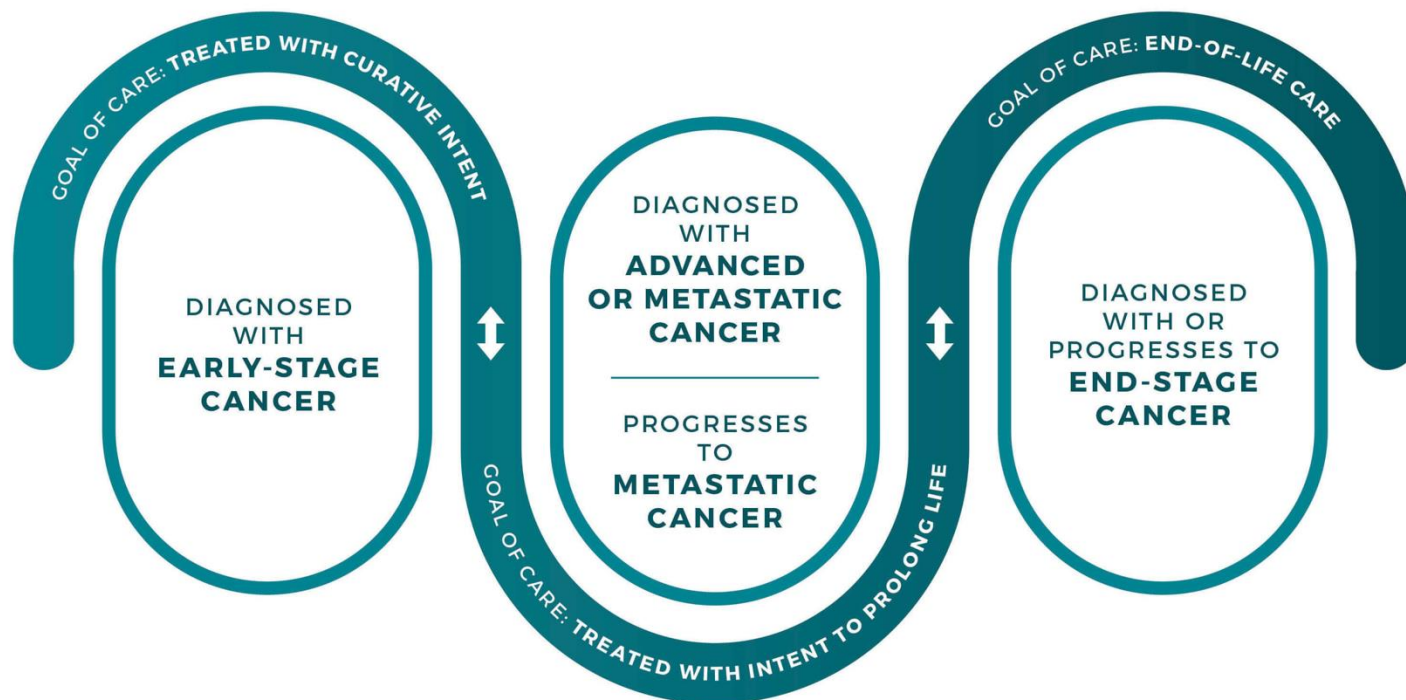 GOAL OF CARE: TREATED WITH CURATIVE INTENT
DIAGNOSED
WITH
EARLY-STAGE
CANCER
GOAL OF CARE: TREATED WITH INTENT TO PROLONG LIFE
DIAGNOSED
WITH
ADVANCED
OR METASTATIC
CANCER
PROGRESSES
TO
METASTATIC
CANCER
GOAL OF CARE: END-OF-LIFE CARE
DIAGNOSED
WITH OR
PROGRESSES TO
END-STAGE
CANCER